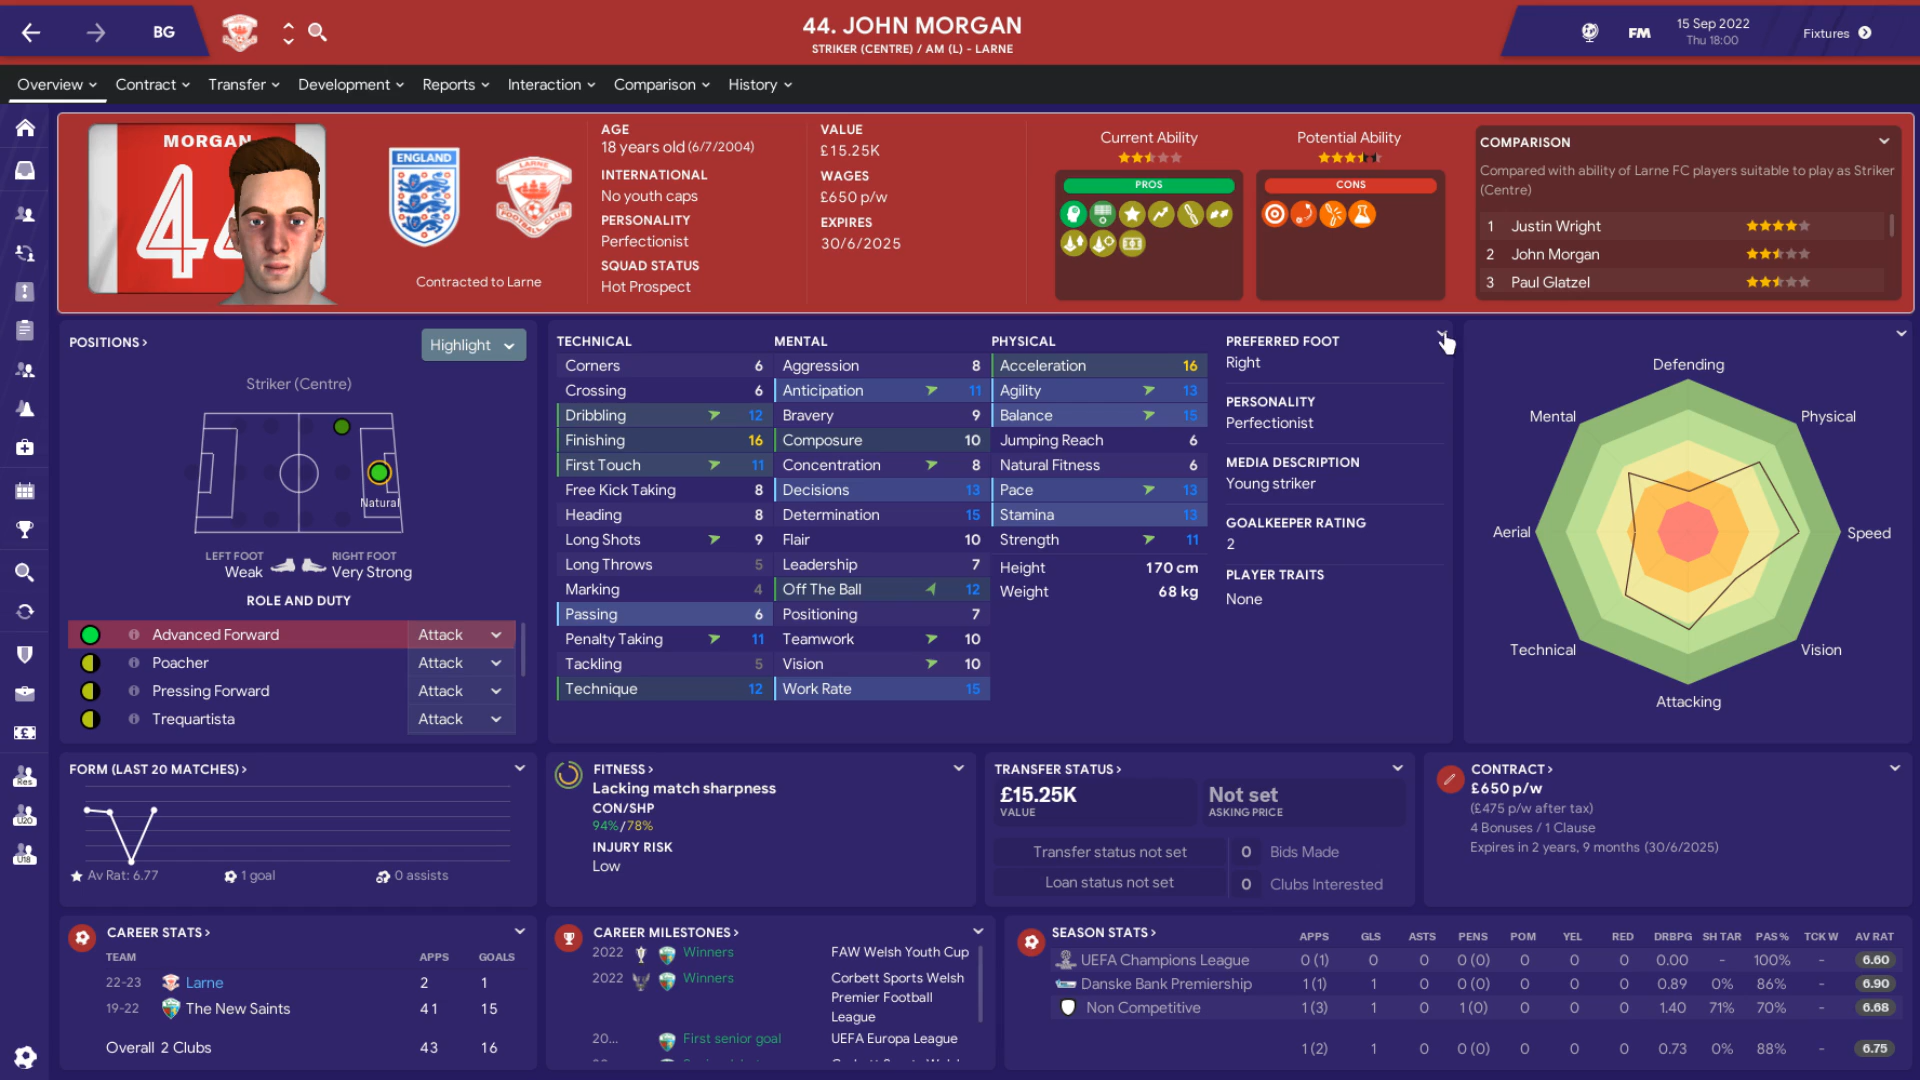 BG
44. JOHN MORGAN
STRIKER (CENTRE) / AM (L) - LARNE
FM
15 Sep 2022
Thu 18:00
Fixtures
Overview
Contract
Transfer
Development
Reports
Interaction
Comparison
History
MORGAN
44
ENGLAND
LARNE
FOOTBALL CLUB
Contracted to Larne
AGE
18 years old (6/7/2004)
INTERNATIONAL
No youth caps
PERSONALITY
Perfectionist
SQUAD STATUS
Hot Prospect
VALUE
£15.25K
WAGES
£650 p/w
EXPIRES
30/6/2025
Current Ability
PROS
Potential Ability
CONS
COMPARISON
Compared with ability of Larne FC players suitable to play as Striker
(Centre)
1 Justin Wright
2 John Morgan
3 Paul Glatzel
POSITIONS
Highlight
Striker (Centre)
Natural
LEFT FOOT
Weak
RIGHT FOOT
Very Strong
ROLE AND DUTY
Advanced Forward Attack
Poacher Attack
Pressing Forward Attack
Trequartista Attack
TECHNICAL
Corners 6
Crossing 6
Dribbling 12
Finishing 16
First Touch 11
Free Kick Taking 8
Heading 8
Long Shots 9
Long Throws 5
Marking 4
Passing 6
Penalty Taking 11
Tackling 5
Technique 12
MENTAL
Aggression 8
Anticipation 11
Bravery 9
Composure 10
Concentration 8
Decisions 13
Determination 15
Flair 10
Leadership 7
Off The Ball 12
Positioning 7
Teamwork 10
Vision 10
Work Rate 15
PHYSICAL
Acceleration 16
Agility 13
Balance 15
Jumping Reach 6
Natural Fitness 6
Pace 13
Stamina 13
Strength 11
Height 170 cm
Weight 68 kg
PREFERRED FOOT
Right
PERSONALITY
Perfectionist
MEDIA DESCRIPTION
Young striker
GOALKEEPER RATING
2
PLAYER TRAITS
None
Defending
Physical
Speed
Vision
Attacking
Technical
Aerial
Mental
FORM (LAST 20 MATCHES)
Av Rat: 6.77
1 goal
0 assists
FITNESS
Lacking match sharpness
CON/SHP
94%/78%
INJURY RISK
Low
TRANSFER STATUS
£15.25K
VALUE
Not set
ASKING PRICE
Transfer status not set
0 Bids Made
Loan status not set
0 Clubs Interested
CONTRACT
£650 p/w
(£475 p/w after tax)
4 Bonuses / 1 Clause
Expires in 2 years, 9 months (30/6/2025)
Res
U20
U18
CAREER STATS
TEAM APPS GOALS
22-23 Larne 2 1
19-22 The New Saints 41 15
Overall 2 Clubs 43 16
CAREER MILESTONES
2022 Winners FAW Welsh Youth Cup
2022 Winners Corbett Sports Welsh
Premier Football
League
20... First senior goal UEFA Europa League
SEASON STATS
APPS GLS ASTS PENS POM YEL RED DRBPG SH TAR PAS% TCK W AV RAT
UEFA Champions League 0 (1) 0 0 0 (0) 0 0 0 0.00 - 100% - 6.60
Danske Bank Premiership 1 (1) 1 0 0 (0) 0 0 0 0.89 0% 86% - 6.90
Non Competitive 1 (3) 1 0 1 (0) 0 0 0 1.40 71% 70% - 6.68
1 (2) 1 0 0 (0) 0 0 0 0.73 0% 88% - 6.75